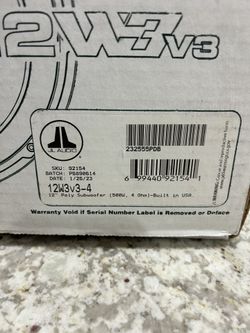 12W3v3
232555PDB
JL AUDIO
SKU: 92154
BATCH: PB890614
DATE: 1/26/23
6 99440 92154 1
12W3v3-4
12" Poly Subwoofer (500W, 4 Ohm)-Built in USA.
Warranty Void if Serial Number Label is Removed or Deface